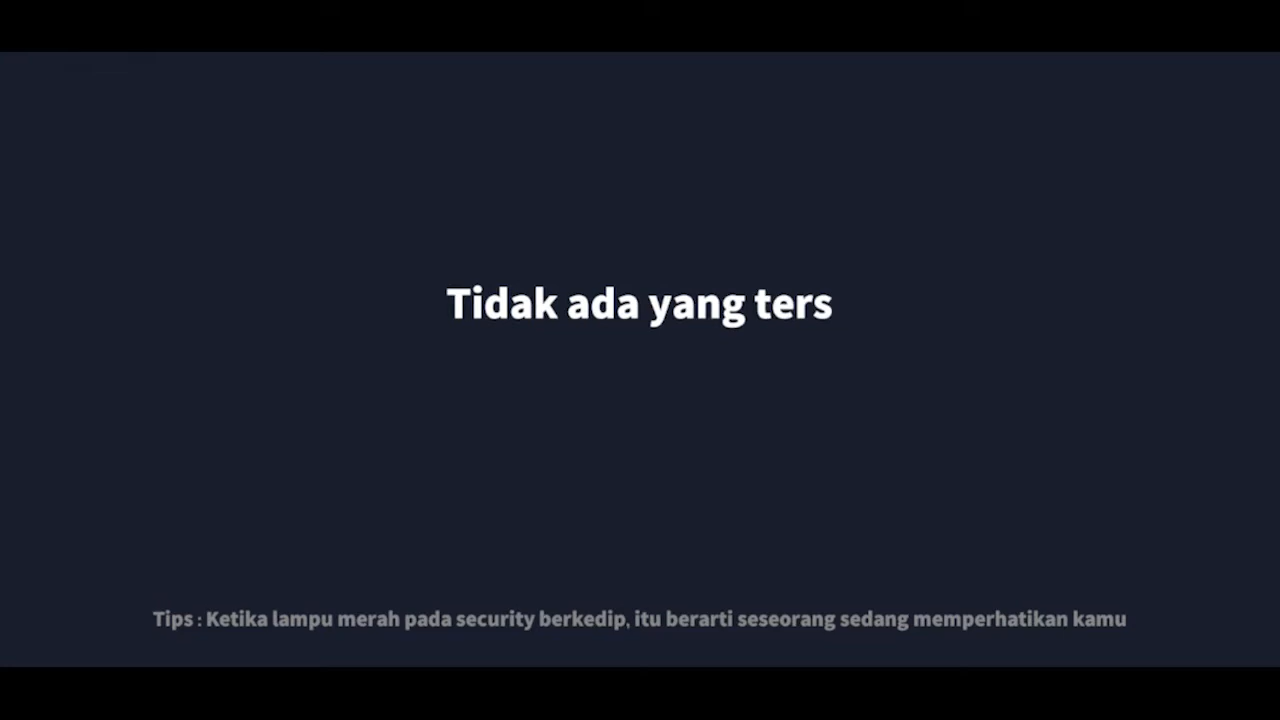 Tidak ada yang ters
Tips : Ketika lampu merah pada security berkedip, itu berarti seseorang sedang memperhatikan kamu